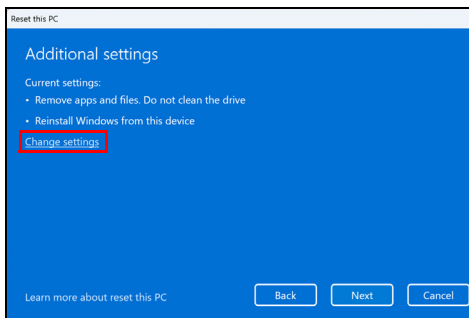 Reset this PC
Additional settings
Current settings:
• Remove apps and files. Do not clean the drive
• Reinstall Windows from this device
Change settings
Learn more about reset this PC
Back
Next
Cancel